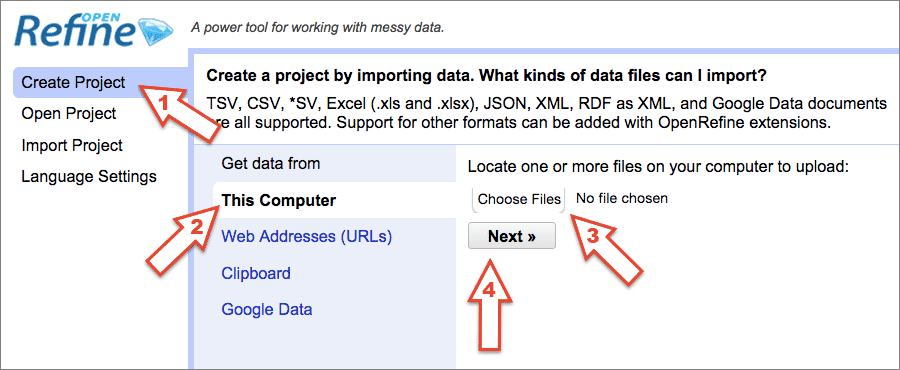 OPEN
Refine
A power tool for working with messy data.
Create Project
1
Open Project
Import Project
Language Settings
Create a project by importing data. What kinds of data files can I import?
TSV, CSV, *SV, Excel (.xls and .xlsx), JSON, XML, RDF as XML, and Google Data documents
are all supported. Support for other formats can be added with OpenRefine extensions.
Get data from
This Computer
2
Web Addresses (URLs)
Clipboard
Google Data
Locate one or more files on your computer to upload:
Choose Files No file chosen
3
Next »
4